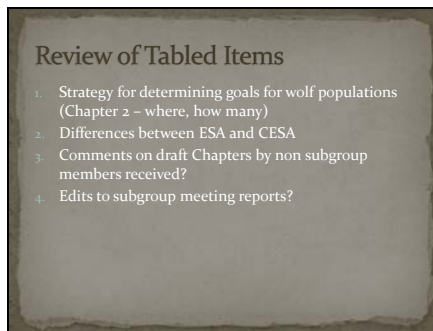 Review of Tabled Items
1. Strategy for determining goals for wolf populations
(Chapter 2 – where, how many)
2. Differences between ESA and CESA
3. Comments on draft Chapters by non subgroup
members received?
4. Edits to subgroup meeting reports?